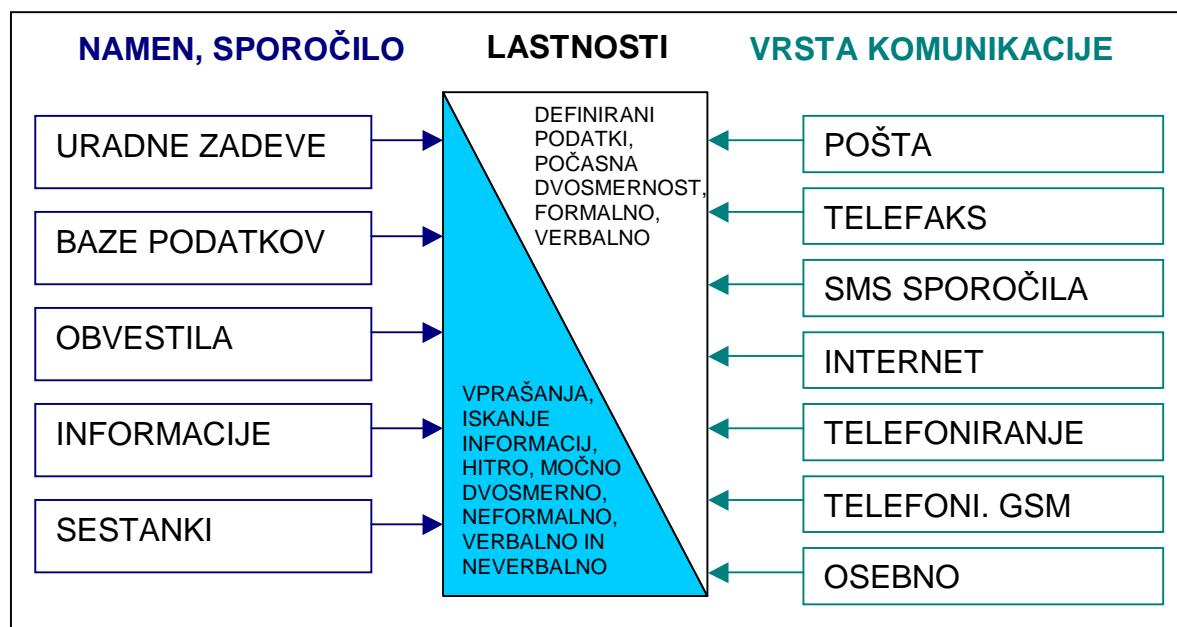 NAMEN, SPOROČILO
LASTNOSTI
VRSTA KOMUNIKACIJE
URADNE ZADEVE
BAZE PODATKOV
OBVESTILA
INFORMACIJE
SESTANKI
DEFINIRANI
PODATKI,
POČASNA
DVOSMERNOST,
FORMALNO,
VERBALNO
VPRAŠANJA,
ISKANJE
INFORMACIJ,
HITRO, MOČNO
DVOSMERNO,
NEFORMALNO,
VERBALNO IN
NEVERBALNO
POŠTA
TELEFAKS
SMS SPOROČILA
INTERNET
TELEFONIRANJE
TELEFONI. GSM
OSEBNO